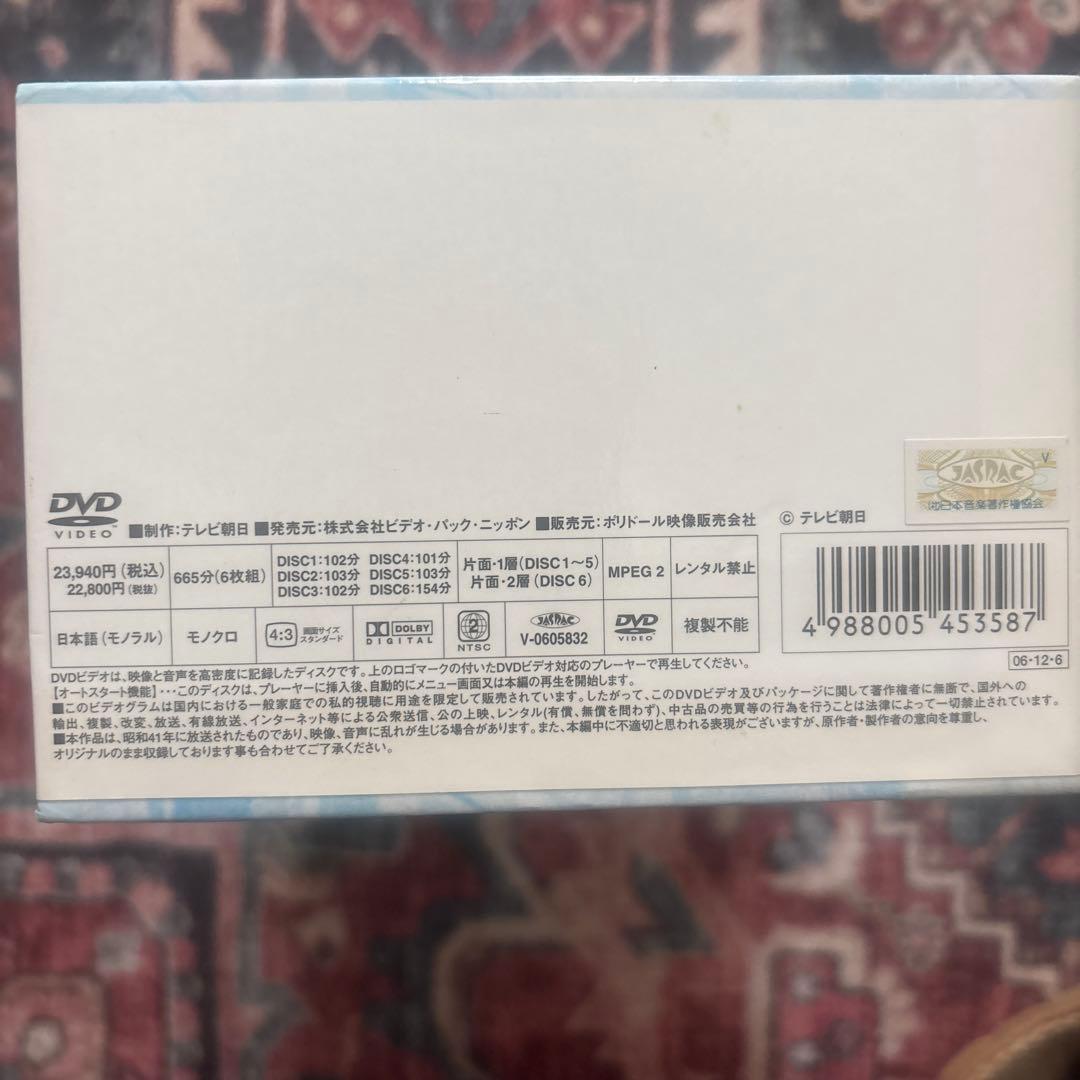 JASRAC
V
(社)日本音楽著作権協会
DVD
VIDEO
■制作:テレビ朝日 ■発売元:株式会社ビデオ・パック・ニッポン ■販売元:ポリドール映像販売会社
© テレビ朝日
23,940円(税込)
22,800円(税抜)
665分(6枚組)
DISC1:102分 DISC4:101分
DISC2:103分 DISC5:103分
DISC3:102分 DISC6:154分
片面・1層(DISC 1〜5)
片面・2層(DISC 6)
MPEG 2
レンタル禁止
日本語(モノラル)
モノクロ
4:3
画面サイズ
スタンダード
DOLBY
DIGITAL
2
NTSC
JASRAC
V-0605832
DVD
VIDEO
複製不能
4 988005 453587
06・12・6
DVDビデオは、映像と音声を高密度に記録したディスクです。上のロゴマークの付いたDVDビデオ対応のプレーヤーで再生してください。
【オートスタート機能】…このディスクは、プレーヤーに挿入後、自動的にメニュー画面又は本編の再生を開始します。
■このビデオグラムは国内における一般家庭での私的視聴に用途を限定して販売されています。したがって、このDVDビデオ及びパッケージに関して著作権者に無断で、国外への
輸出、複製、改変、放送、有線放送、インターネット等による公衆送信、公の上映、レンタル(有償、無償を問わず)、中古品の売買等の行為を行うことは法律によって一切禁止されています。
■本作品は、昭和41年に放送されたものであり、映像、音声に乱れが生じる場合があります。また、本編中に不適切と思われる表現がございますが、原作者・製作者の意向を尊重し、
オリジナルのまま収録しております事も合わせてご了承ください。